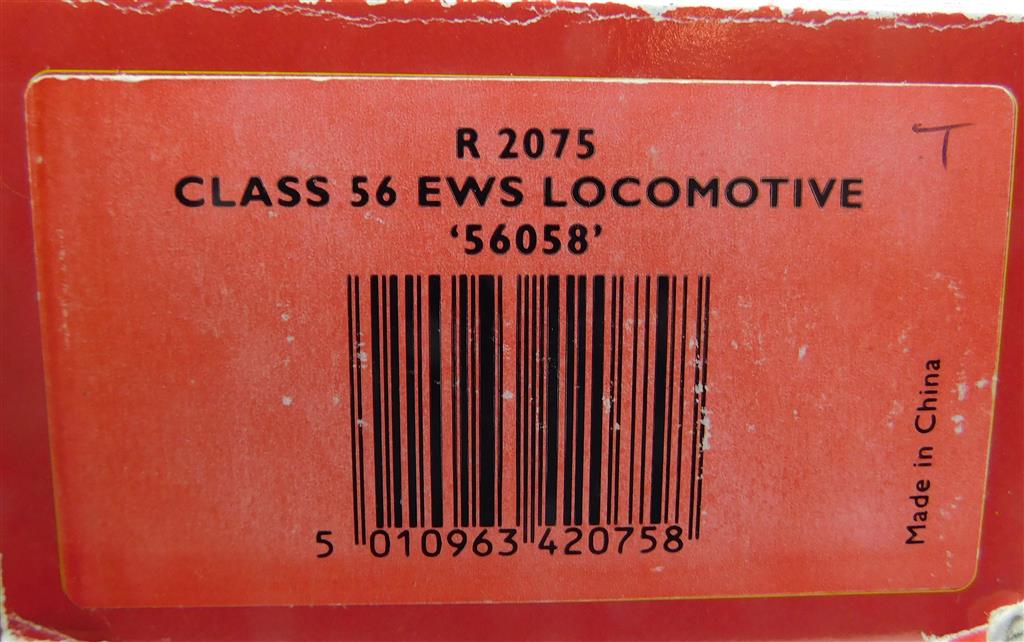 R 2075
CLASS 56 EWS LOCOMOTIVE
‘56058’
T
5 010963 420758
Made in China